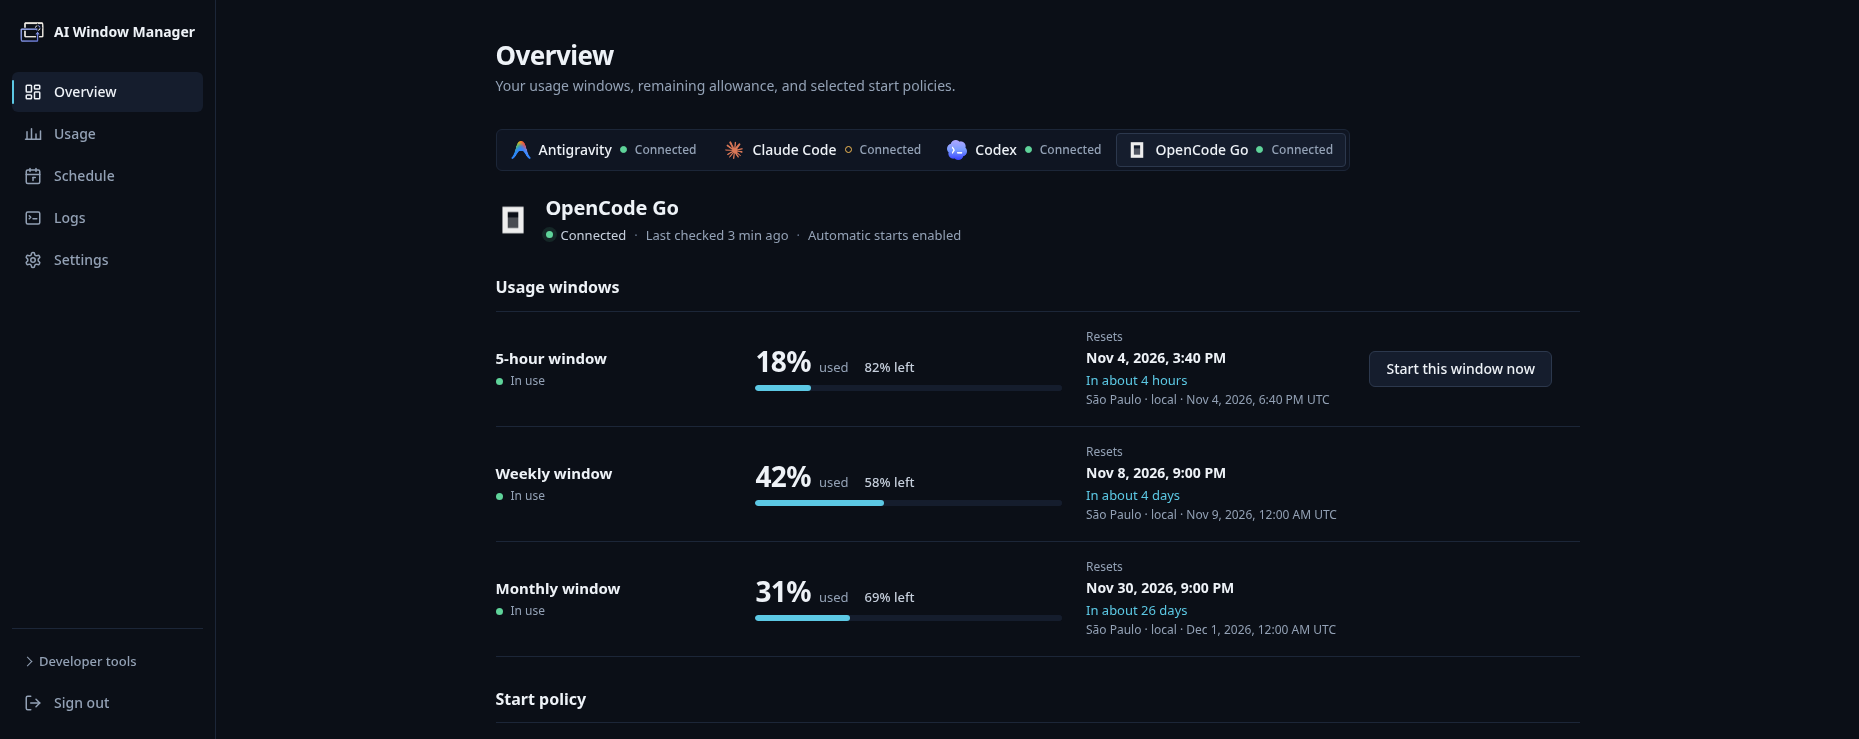 AI Window Manager
Overview
Usage
Schedule
Logs
Settings
Developer tools
Sign out
Overview
Your usage windows, remaining allowance, and selected start policies.
Antigravity Connected Claude Code Connected Codex Connected OpenCode Go Connected
OpenCode Go
Connected · Last checked 3 min ago · Automatic starts enabled
Usage windows
5-hour window
In use
18% used 82% left
Resets
Nov 4, 2026, 3:40 PM
In about 4 hours
São Paulo · local · Nov 4, 2026, 6:40 PM UTC
Start this window now
Weekly window
In use
42% used 58% left
Resets
Nov 8, 2026, 9:00 PM
In about 4 days
São Paulo · local · Nov 9, 2026, 12:00 AM UTC
Monthly window
In use
31% used 69% left
Resets
Nov 30, 2026, 9:00 PM
In about 26 days
São Paulo · local · Dec 1, 2026, 12:00 AM UTC
Start policy